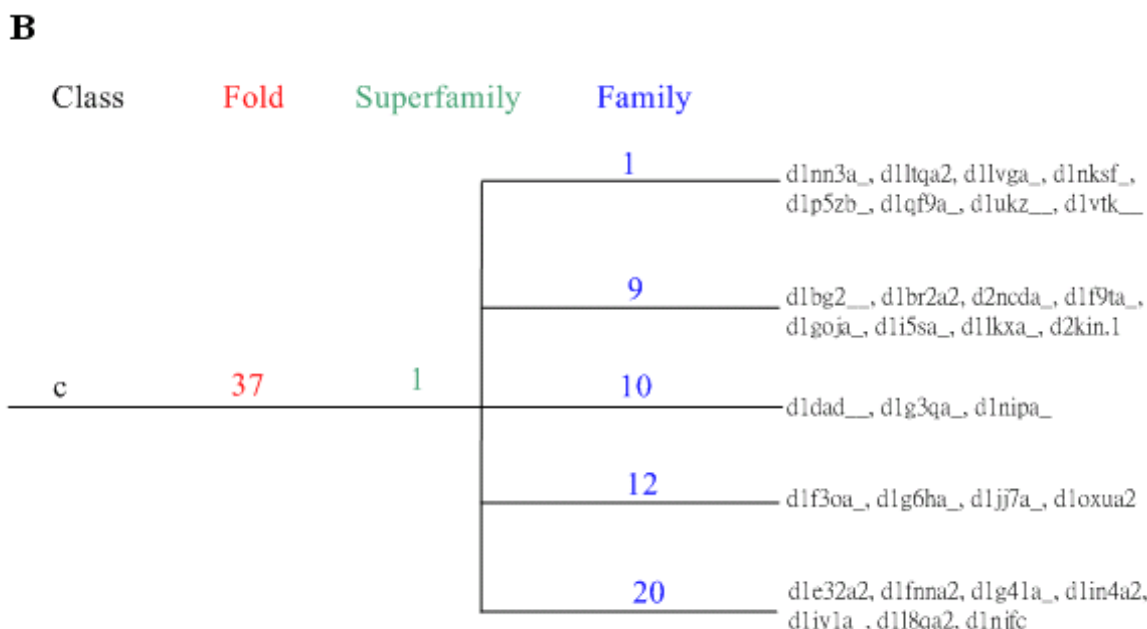 B
Class Fold Superfamily Family
1
d1nn3a_, d1ltqa2, d1lvga_, d1nksf_,
d1p5zb_, d1qf9a_, d1ukz__, d1vtk__
9
d1bg2__, d1br2a2, d2ncda_, d1f9ta_,
d1goja_, d1i5sa_, d1lkxa_, d2kin.1
c 37 1 10
d1dad__, d1g3qa_, d1nipa_
12
d1f3oa_, d1g6ha_, d1jj7a_, d1oxua2
20
d1e32a2, d1fnna2, d1g41a_, d1in4a2,
d1l8qa2,